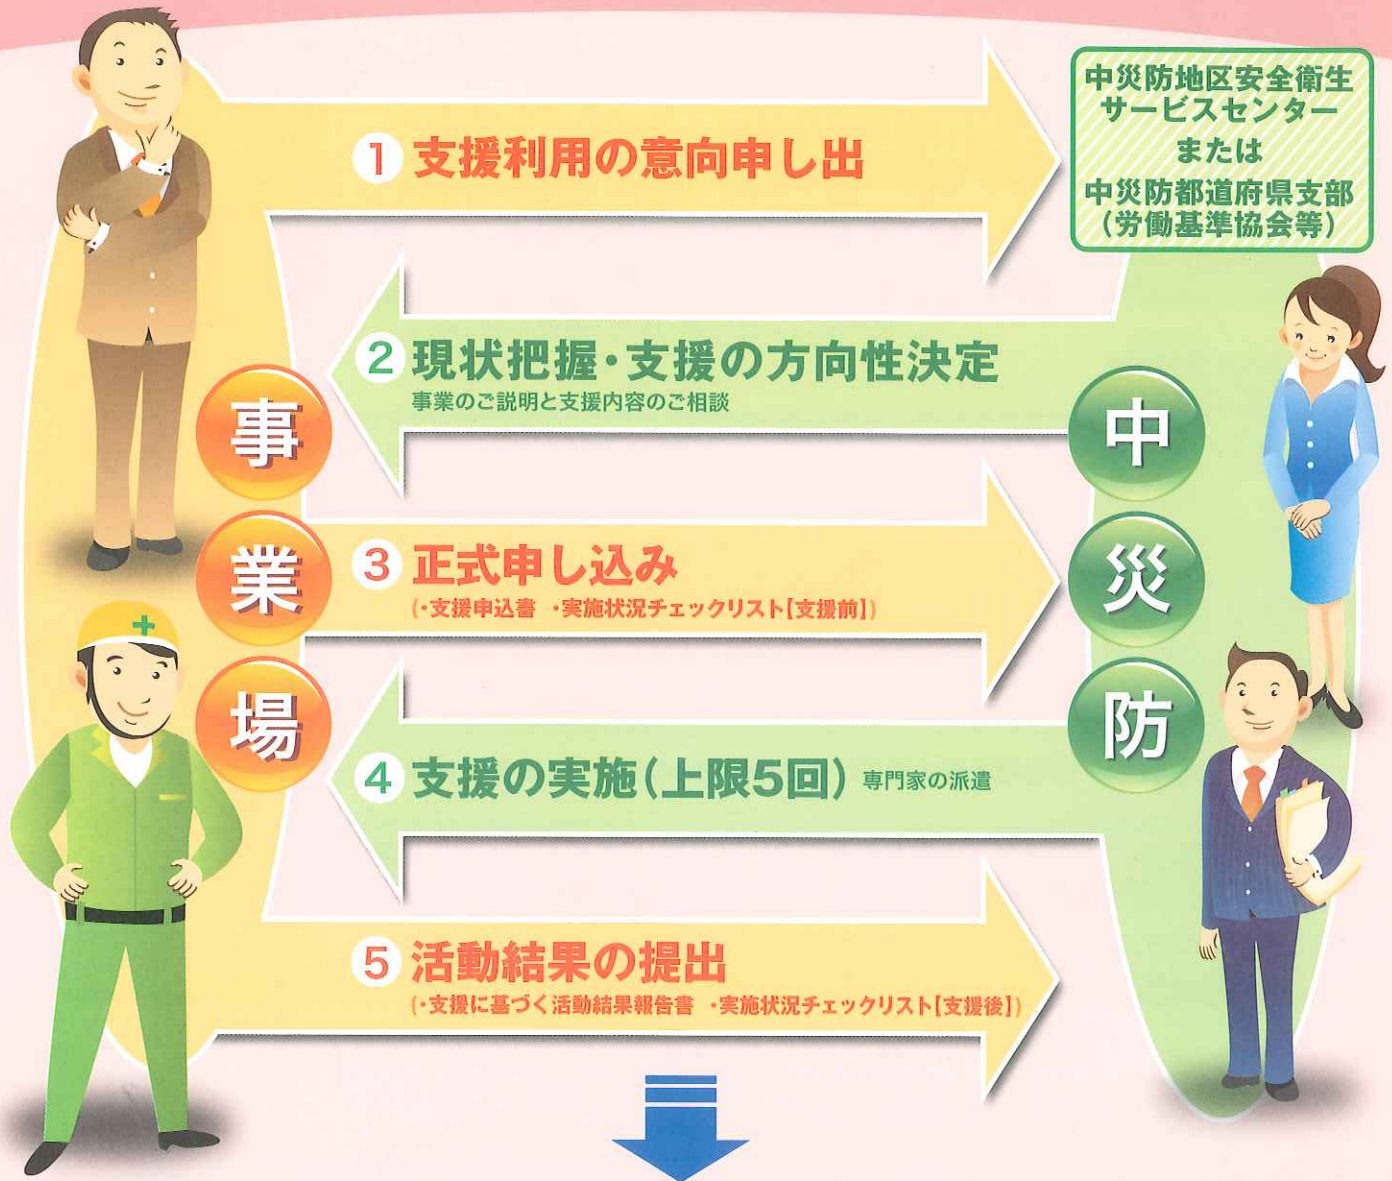 中災防地区安全衛生
サービスセンター
または
中災防都道府県支部
(労働基準協会等)
1 支援利用の意向申し出
2 現状把握・支援の方向性決定
事業のご説明と支援内容のご相談
3 正式申し込み
(・支援申込書 ・実施状況チェックリスト【支援前】)
4 支援の実施(上限5回) 専門家の派遣
5 活動結果の提出
(・支援に基づく活動結果報告書 ・実施状況チェックリスト【支援後】)
事業場
中災防